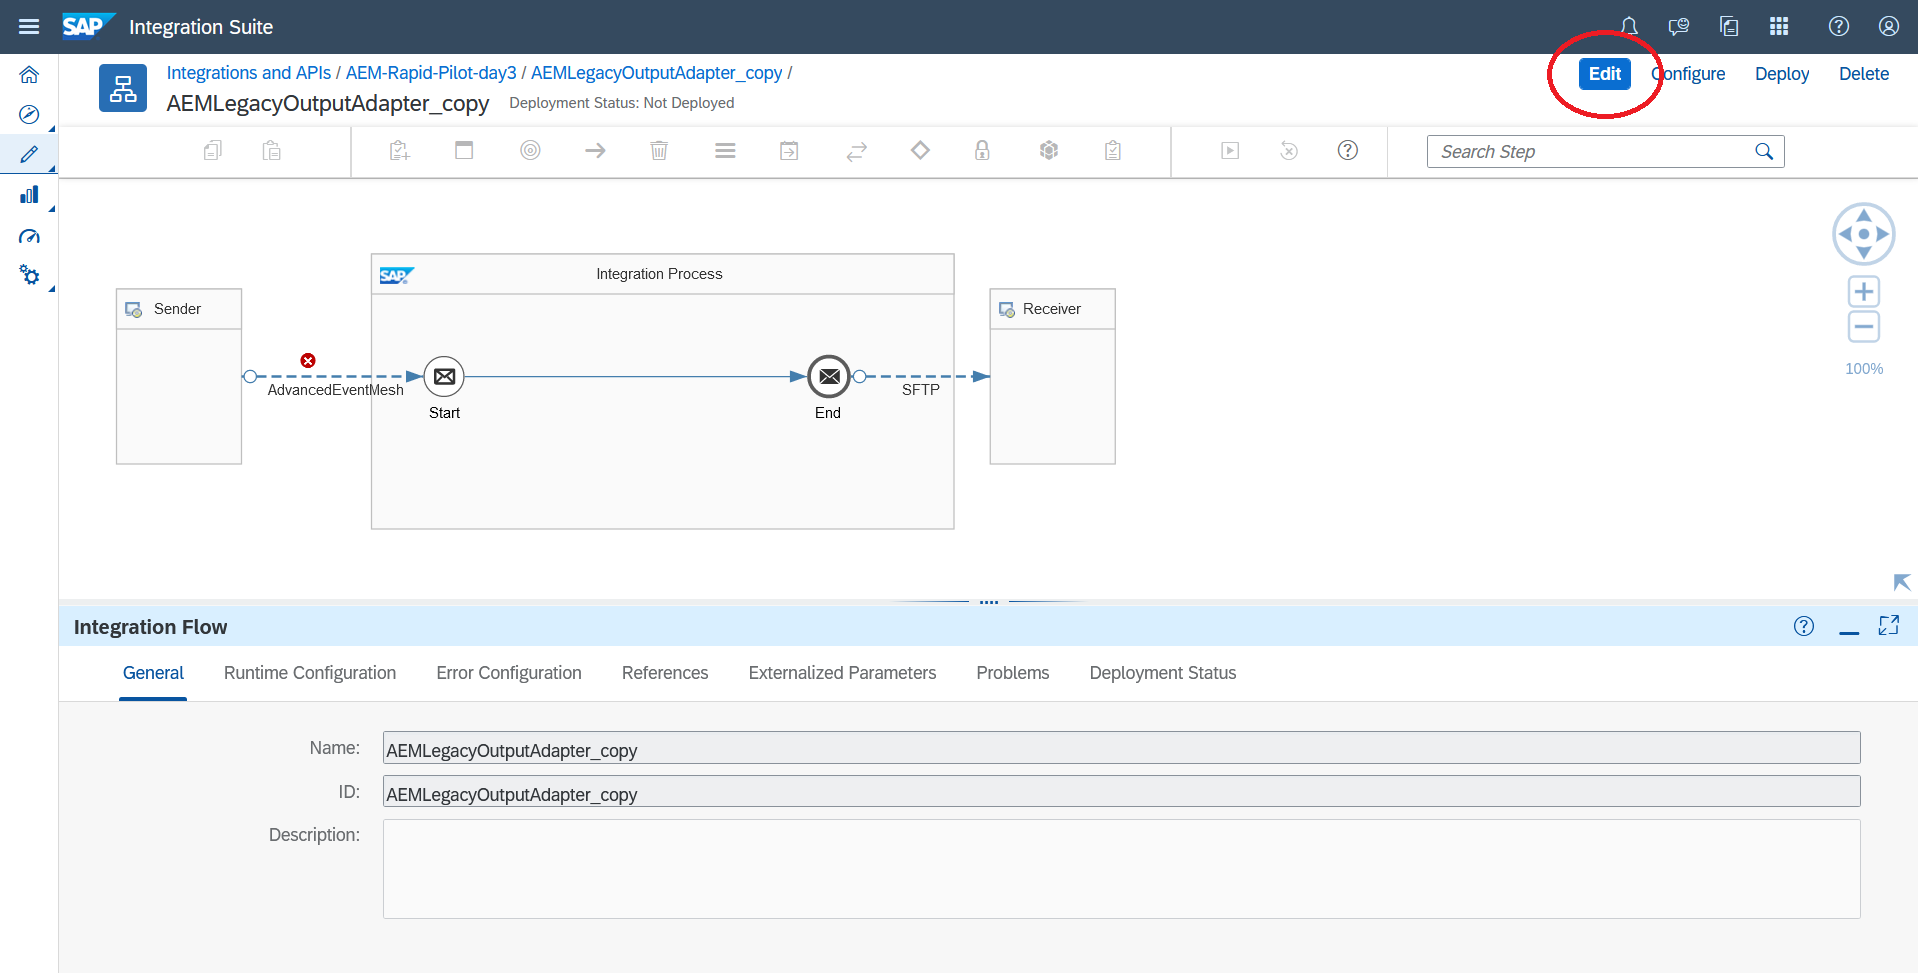 SAP Integration Suite
Integrations and APIs / AEM-Rapid-Pilot-day3 / AEMLegacyOutputAdapter_copy /
AEMLegacyOutputAdapter_copy Deployment Status: Not Deployed
Edit Configure Deploy Delete
Search Step
SAP Integration Process
Sender
Receiver
AdvancedEventMesh
SFTP
Start
End
100%
Integration Flow
General Runtime Configuration Error Configuration References Externalized Parameters Problems Deployment Status
Name: AEMLegacyOutputAdapter_copy
ID: AEMLegacyOutputAdapter_copy
Description: